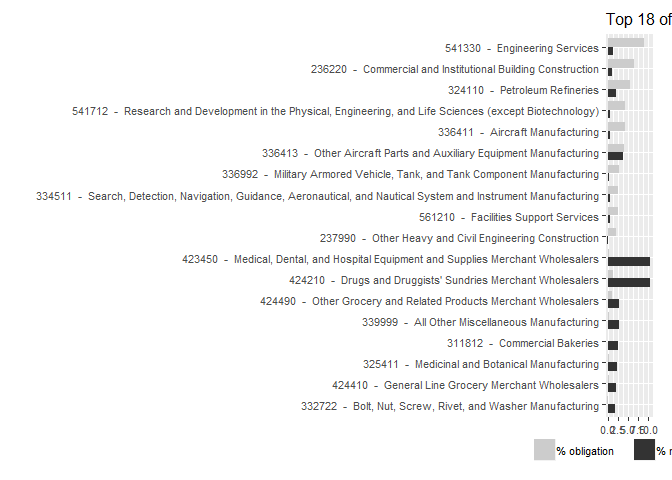 Top 18 of
541330 - Engineering Services
236220 - Commercial and Institutional Building Construction
324110 - Petroleum Refineries
541712 - Research and Development in the Physical, Engineering, and Life Sciences (except Biotechnology)
336411 - Aircraft Manufacturing
336413 - Other Aircraft Parts and Auxiliary Equipment Manufacturing
336992 - Military Armored Vehicle, Tank, and Tank Component Manufacturing
334511 - Search, Detection, Navigation, Guidance, Aeronautical, and Nautical System and Instrument Manufacturing
561210 - Facilities Support Services
237990 - Other Heavy and Civil Engineering Construction
423450 - Medical, Dental, and Hospital Equipment and Supplies Merchant Wholesalers
424210 - Drugs and Druggists' Sundries Merchant Wholesalers
424490 - Other Grocery and Related Products Merchant Wholesalers
339999 - All Other Miscellaneous Manufacturing
311812 - Commercial Bakeries
325411 - Medicinal and Botanical Manufacturing
424410 - General Line Grocery Merchant Wholesalers
332722 - Bolt, Nut, Screw, Rivet, and Washer Manufacturing
% obligation %